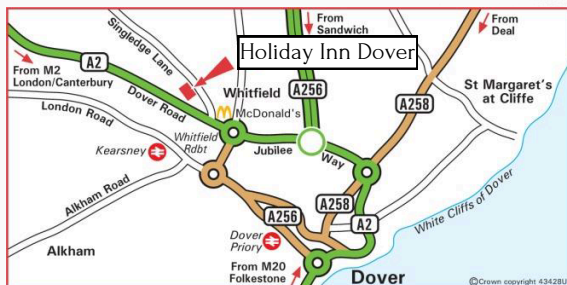 From
Sandwich
From
Deal
Singledge Lane
Holiday Inn Dover
A2
From M2
London/Canterbury
Whitfield
A256
A258
St Margaret's
at Cliffe
Dover Road
McDonald's
London Road
Whitfield
Rdbt
Jubilee
Way
Kearsney
Alkham Road
A258
A256
A2
White Cliffs of Dover
Dover
Priory
Alkham
From M20
Folkestone
Dover
©Crown copyright 43428U